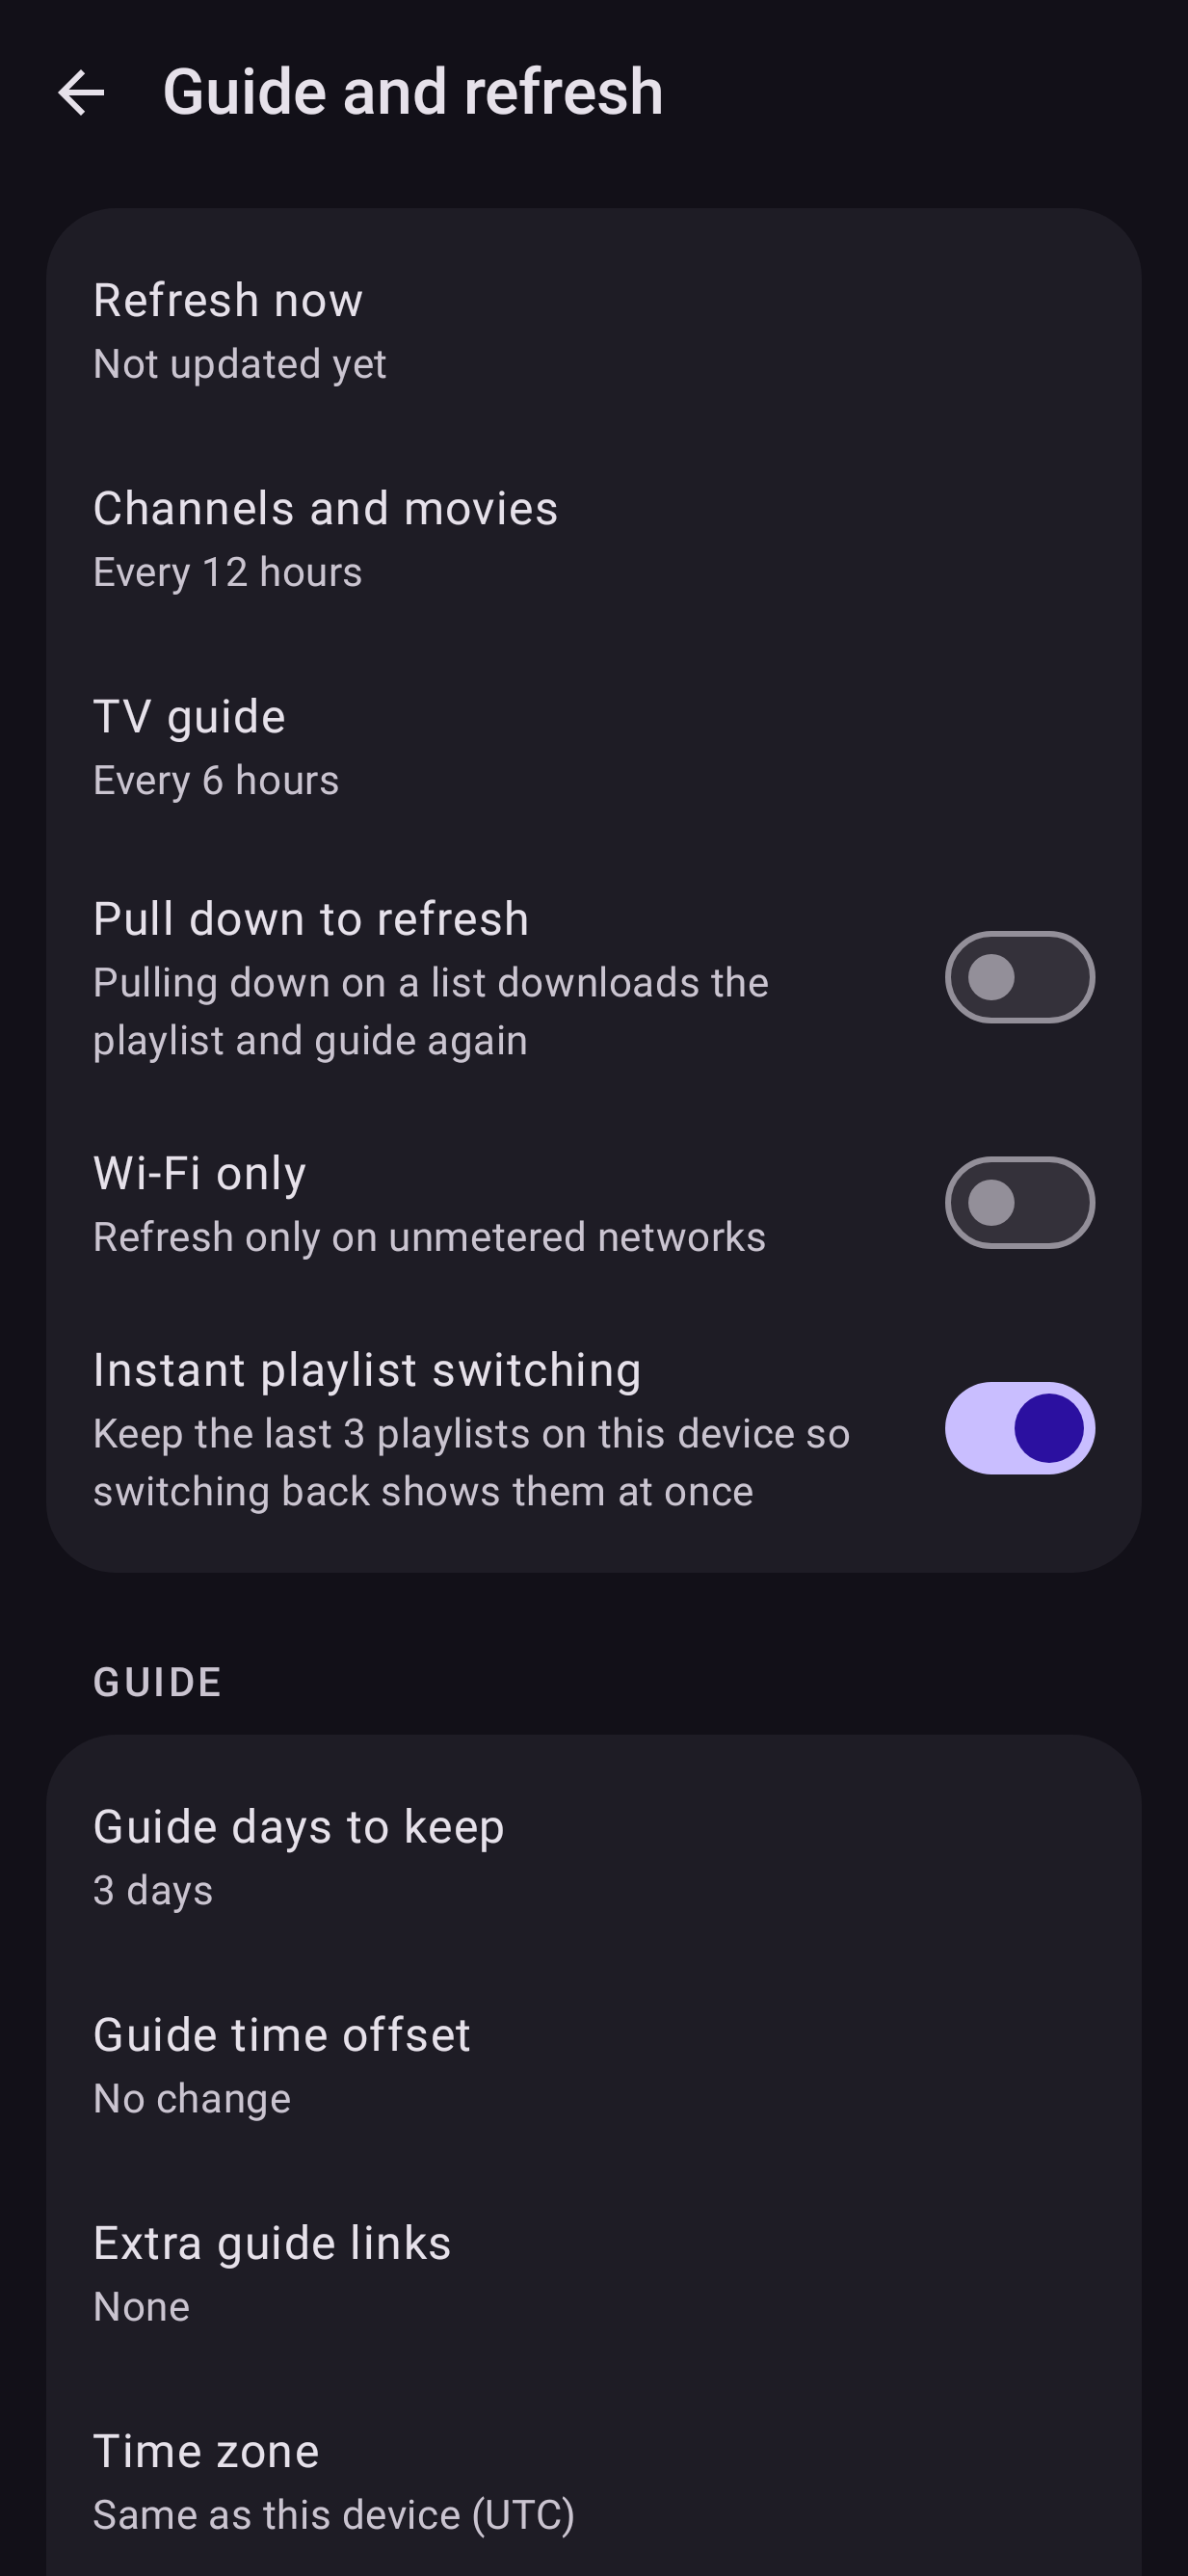 Guide and refresh
Refresh now
Not updated yet
Channels and movies
Every 12 hours
TV guide
Every 6 hours
Pull down to refresh
Pulling down on a list downloads the
playlist and guide again
Wi-Fi only
Refresh only on unmetered networks
Instant playlist switching
Keep the last 3 playlists on this device so
switching back shows them at once
GUIDE
Guide days to keep
3 days
Guide time offset
No change
Extra guide links
None
Time zone
Same as this device (UTC)